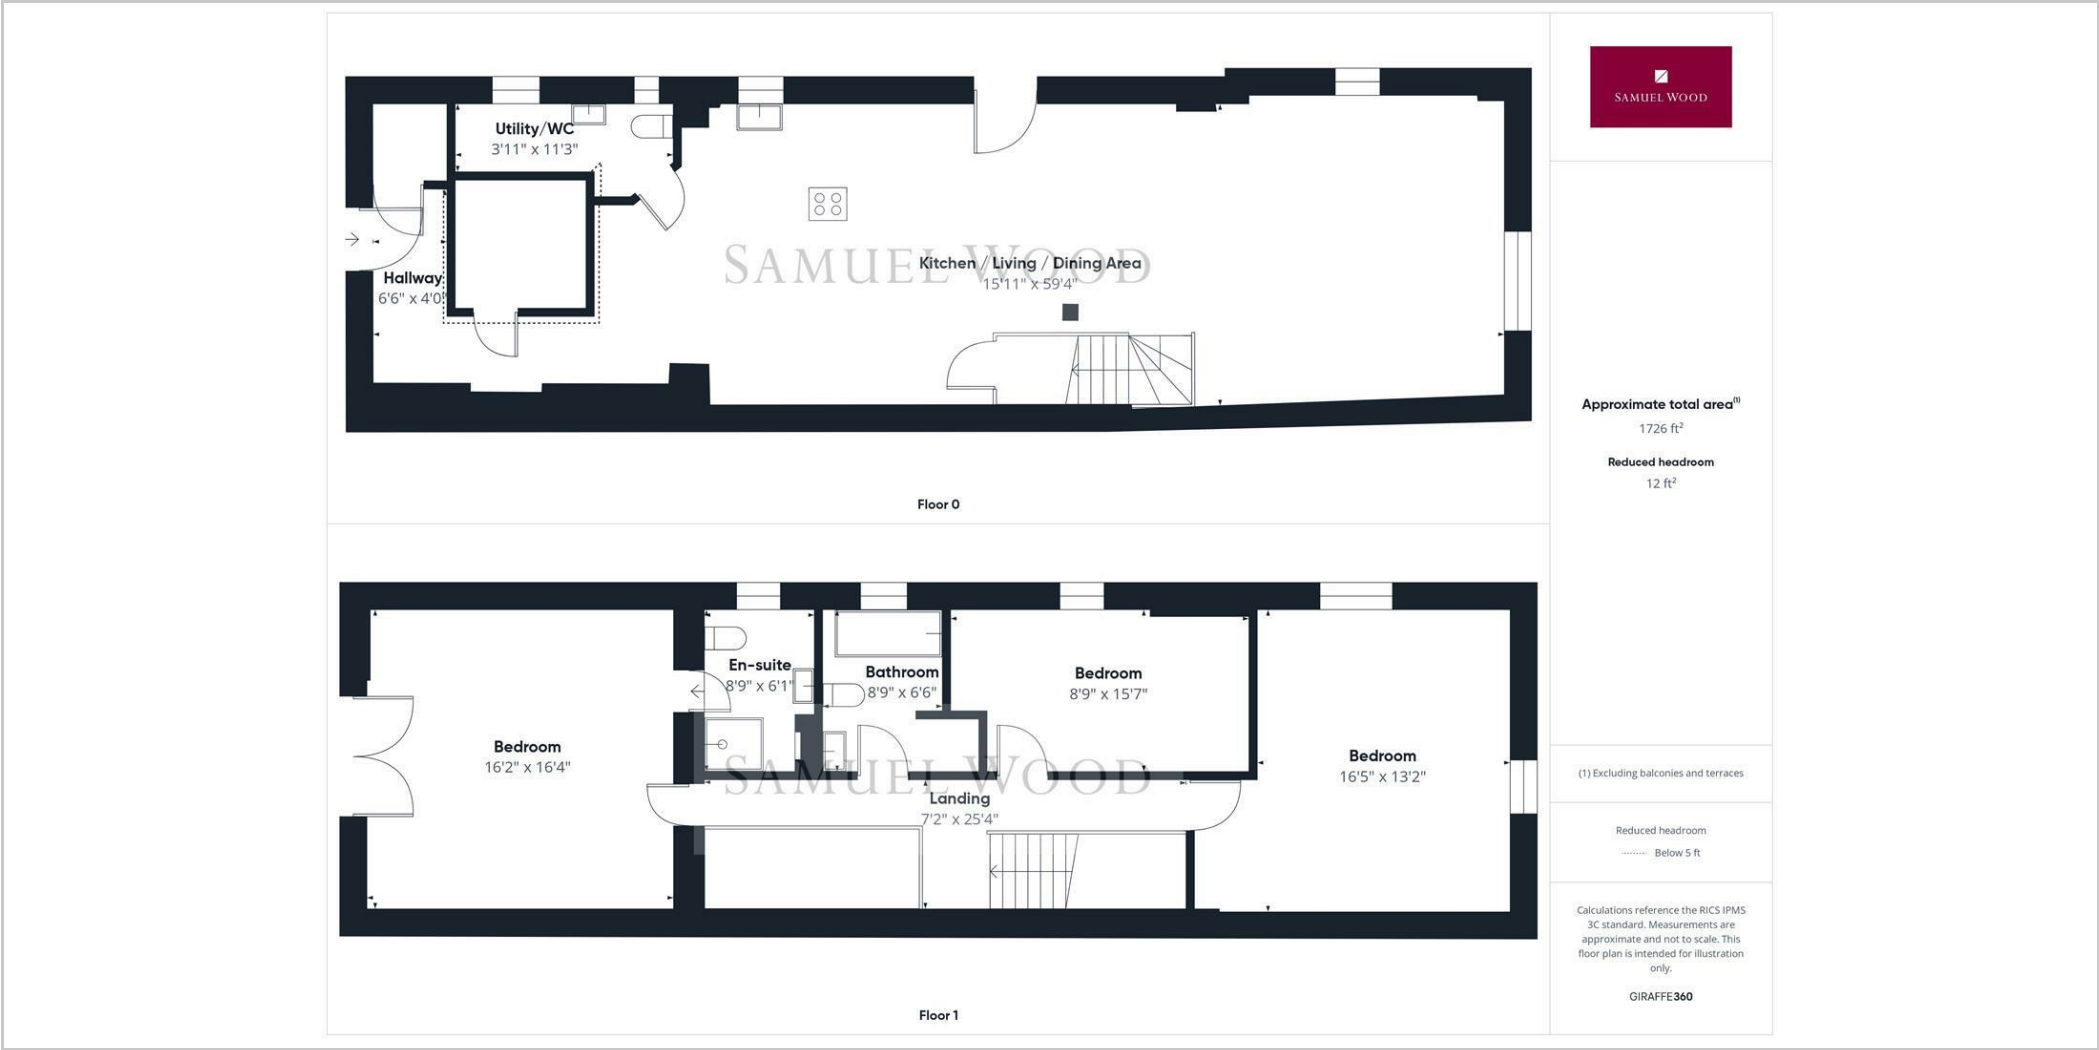 Utility/WC
3'11" x 11'3"
Hallway
6'6" x 4'0"
SAMUEL WOOD
Kitchen / Living / Dining Area
15'11" x 59'4"
Floor 0
En-suite
8'9" x 6'1"
Bathroom
8'9" x 6'6"
Bedroom
8'9" x 15'7"
Bedroom
16'2" x 16'4"
Bedroom
16'5" x 13'2"
SAMUEL WOOD
Landing
7'2" x 25'4"
Floor 1
SAMUEL WOOD
Approximate total area⁽¹⁾
1726 ft²
Reduced headroom
12 ft²
(1) Excluding balconies and terraces
Reduced headroom
Below 5 ft
Calculations reference the RICS IPMS
3C standard. Measurements are
approximate and not to scale. This
floor plan is intended for illustration
only.
GIRAFFE360